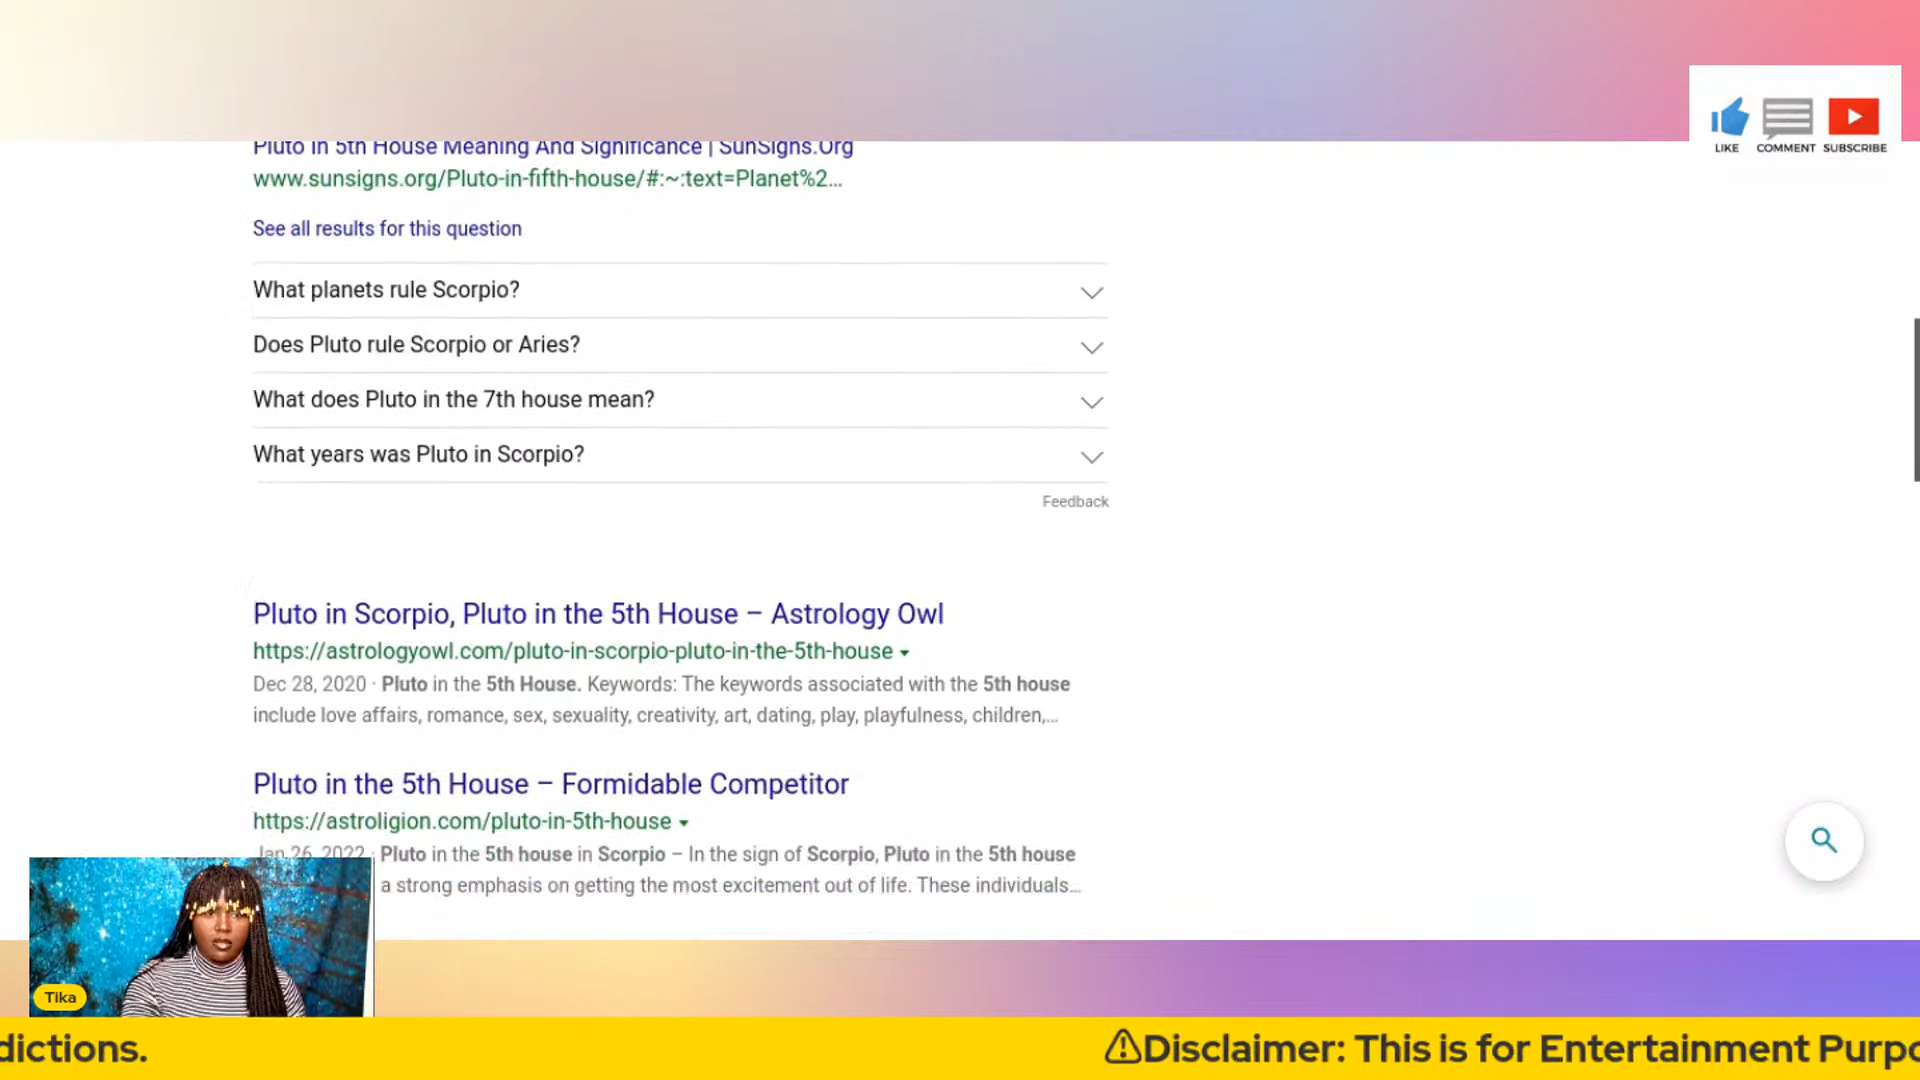 Pluto in 5th House Meaning And Significance | SunSigns.Org
www.sunsigns.org/Pluto-in-fifth-house/#:~:text=Planet%2...
LIKE COMMENT SUBSCRIBE
See all results for this question
What planets rule Scorpio?
Does Pluto rule Scorpio or Aries?
What does Pluto in the 7th house mean?
What years was Pluto in Scorpio?
Feedback
Pluto in Scorpio, Pluto in the 5th House – Astrology Owl
https://astrologyowl.com/pluto-in-scorpio-pluto-in-the-5th-house
Dec 28, 2020 · Pluto in the 5th House. Keywords: The keywords associated with the 5th house
include love affairs, romance, sex, sexuality, creativity, art, dating, play, playfulness, children,...
Pluto in the 5th House – Formidable Competitor
https://astroligion.com/pluto-in-5th-house
Jan 26, 2022 · Pluto in the 5th house in Scorpio – In the sign of Scorpio, Pluto in the 5th house
a strong emphasis on getting the most excitement out of life. These individuals...
Tika
dictions.
Disclaimer: This is for Entertainment Purpo